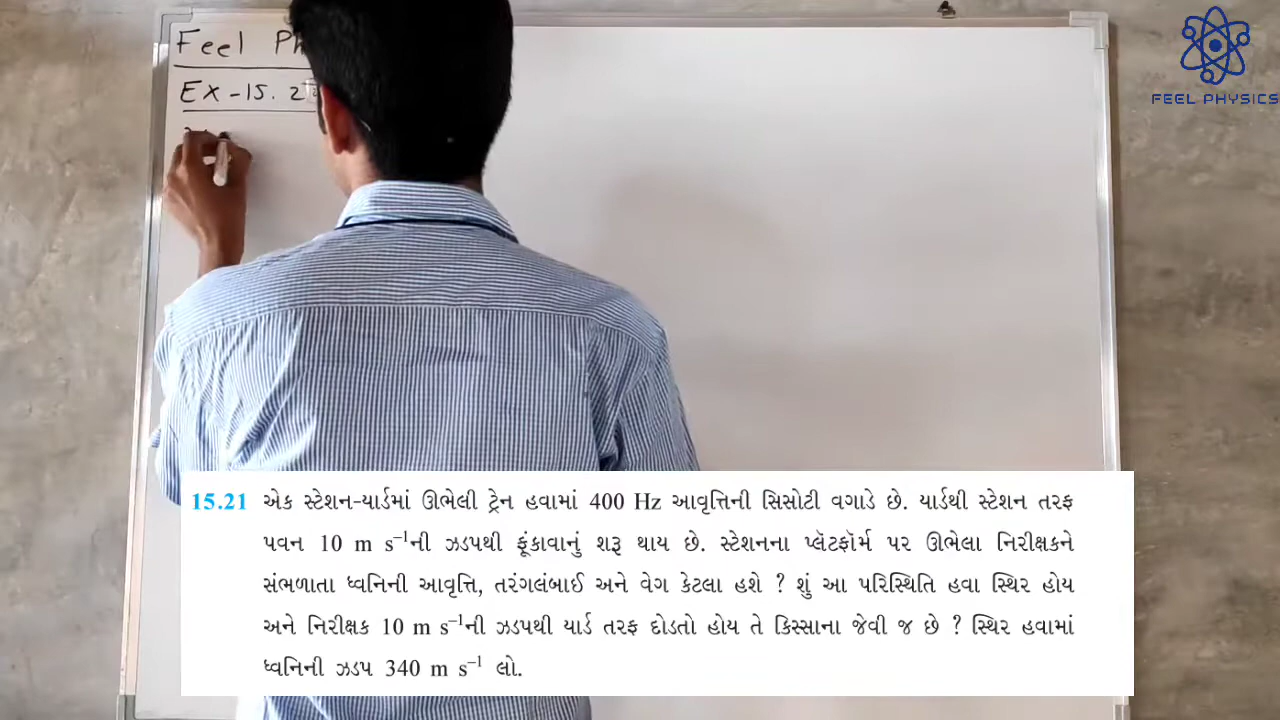 Feel
FEEL PHYSICS
EX-15.2
15.21 એક સ્ટેશન-યાર્ડમાં ઊભેલી ટ્રેન હવામાં 400 Hz આવૃત્તિની સિસોટી વગાડે છે. યાર્ડથી સ્ટેશન તરફ
પવન 10 m s⁻¹ની ઝડપથી ફૂંકાવાનું શરૂ થાય છે. સ્ટેશનના પ્લૅટફૉર્મ પર ઊભેલા નિરીક્ષકને
સંભળાતા ધ્વનિની આવૃત્તિ, તરંગલંબાઈ અને વેગ કેટલા હશે ? શું આ પરિસ્થિતિ હવા સ્થિર હોય
અને નિરીક્ષક 10 m s⁻¹ની ઝડપથી યાર્ડ તરફ દોડતો હોય તે કિસ્સાના જેવી જ છે ? સ્થિર હવામાં
ધ્વનિની ઝડપ 340 m s⁻¹ લો.